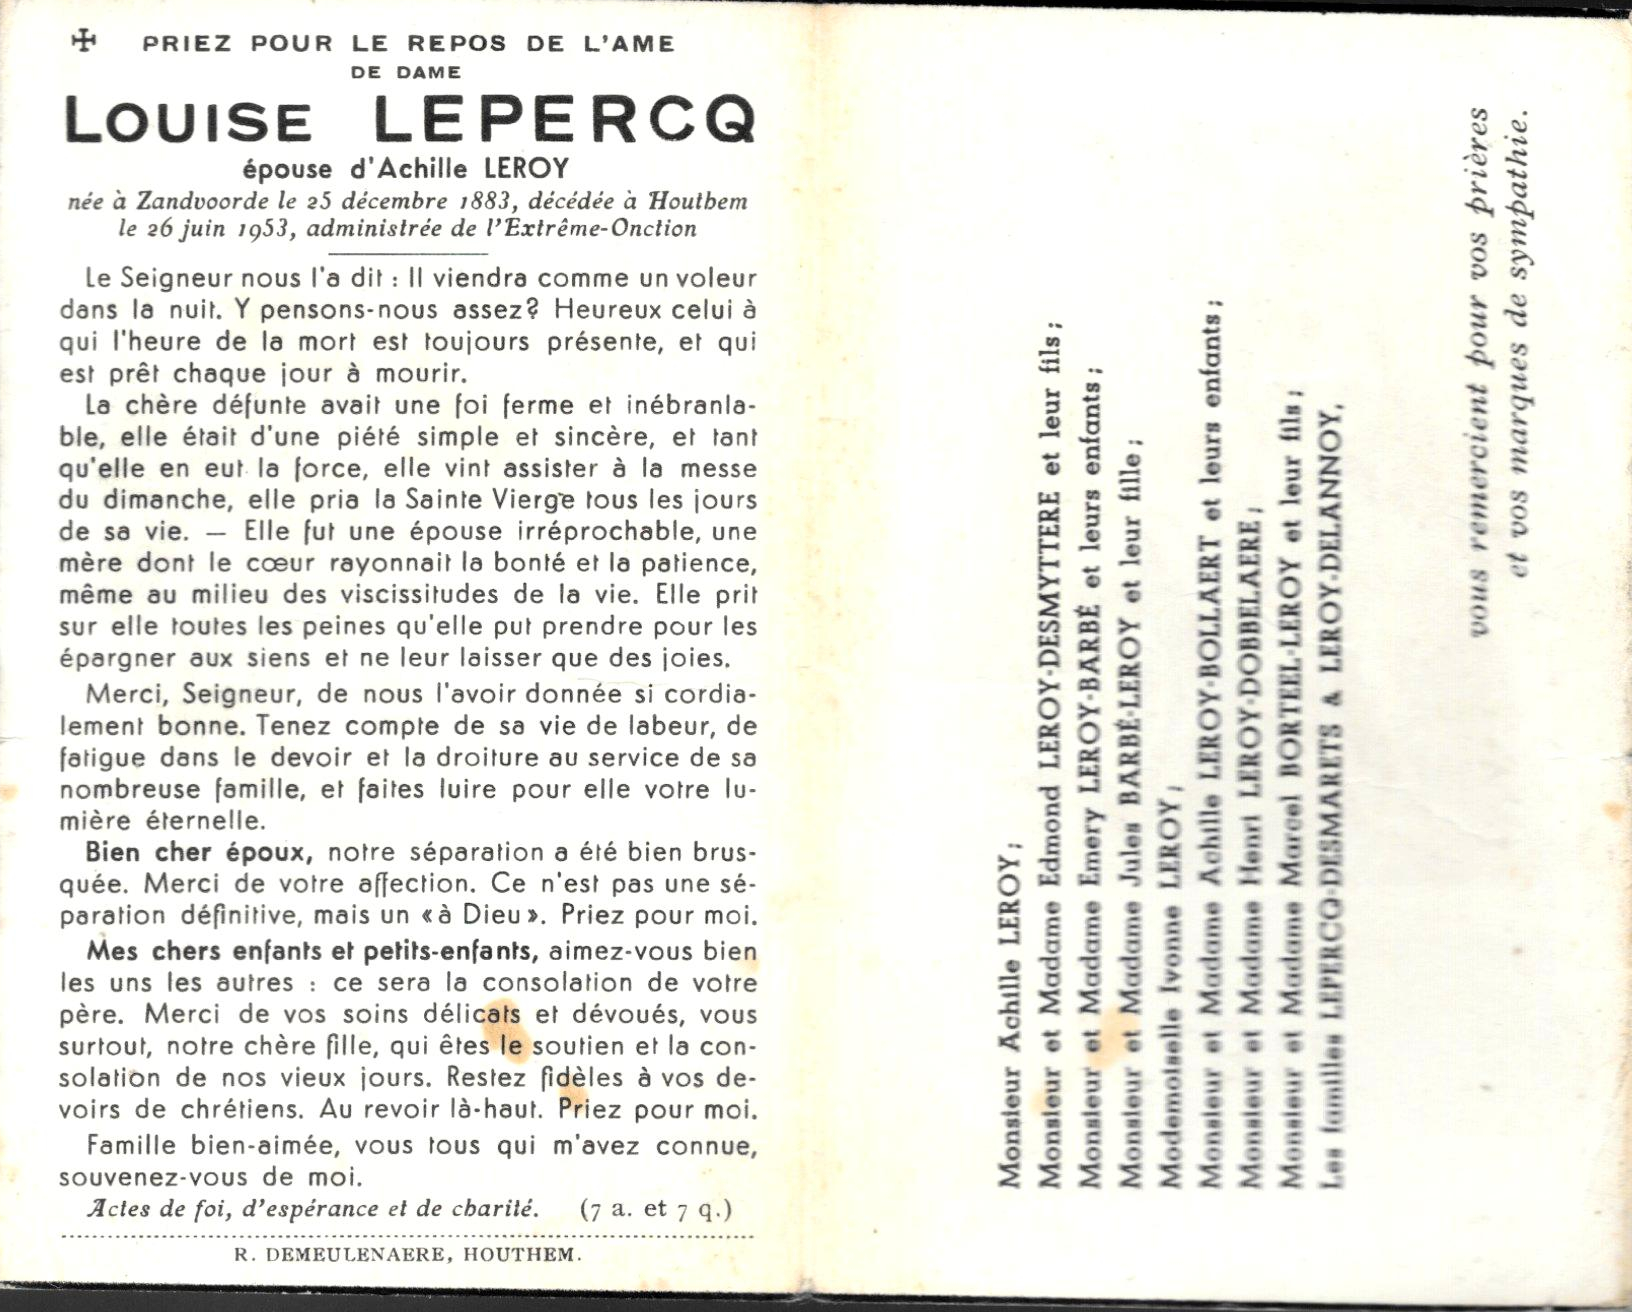 ✠ PRIEZ POUR LE REPOS DE L'AME
DE DAME
LOUISE LEPERCQ
épouse d'Achille LEROY
née à Zandvoorde le 25 décembre 1883, décédée à Houthem
le 26 juin 1953, administrée de l'Extrême-Onction
Le Seigneur nous l'a dit : Il viendra comme un voleur
dans la nuit. Y pensons-nous assez? Heureux celui à
qui l'heure de la mort est toujours présente, et qui
est prêt chaque jour à mourir.
La chère défunte avait une foi ferme et inébranla-
ble, elle était d'une piété simple et sincère, et tant
qu'elle en eut la force, elle vint assister à la messe
du dimanche, elle pria la Sainte Vierge tous les jours
de sa vie. — Elle fut une épouse irréprochable, une
mère dont le cœur rayonnait la bonté et la patience,
même au milieu des viscissitudes de la vie. Elle prit
sur elle toutes les peines qu'elle put prendre pour les
épargner aux siens et ne leur laisser que des joies.
Merci, Seigneur, de nous l'avoir donnée si cordia-
lement bonne. Tenez compte de sa vie de labeur, de
fatigue dans le devoir et la droiture au service de sa
nombreuse famille, et faites luire pour elle votre lu-
mière éternelle.
Bien cher époux, notre séparation a été bien brus-
quée. Merci de votre affection. Ce n'est pas une sé-
paration définitive, mais un «à Dieu». Priez pour moi.
Mes chers enfants et petits-enfants, aimez-vous bien
les uns les autres : ce sera la consolation de votre
père. Merci de vos soins délicats et dévoués, vous
surtout, notre chère fille, qui êtes le soutien et la con-
solation de nos vieux jours. Restez fidèles à vos de-
voirs de chrétiens. Au revoir là-haut. Priez pour moi.
Famille bien-aimée, vous tous qui m'avez connue,
souvenez-vous de moi.
Actes de foi, d'espérance et de charité. (7 a. et 7 q.)
R. DEMEULENAERE, HOUTHEM.
Monsieur Achille LEROY;
Monsieur et Madame Edmond LEROY-DESMYTTERE et leur fils;
Monsieur et Madame Emery LEROY-BARBÉ et leurs enfants;
Monsieur et Madame Jules BARBÉ-LEROY et leur fille;
Modemoiselle Ivonne LEROY;
Monsieur et Madame Achille LEROY-BOLLAERT et leurs enfants;
Monsieur et Madame Henri LEROY-DOBBELAERE;
Monsieur et Madame Marcel BORTEEL-LEROY et leur fils;
Les familles LEPERCQ-DESMARETS & LEROY-DELANNOY,
vous remercient pour vos prières
et vos marques de sympathie.